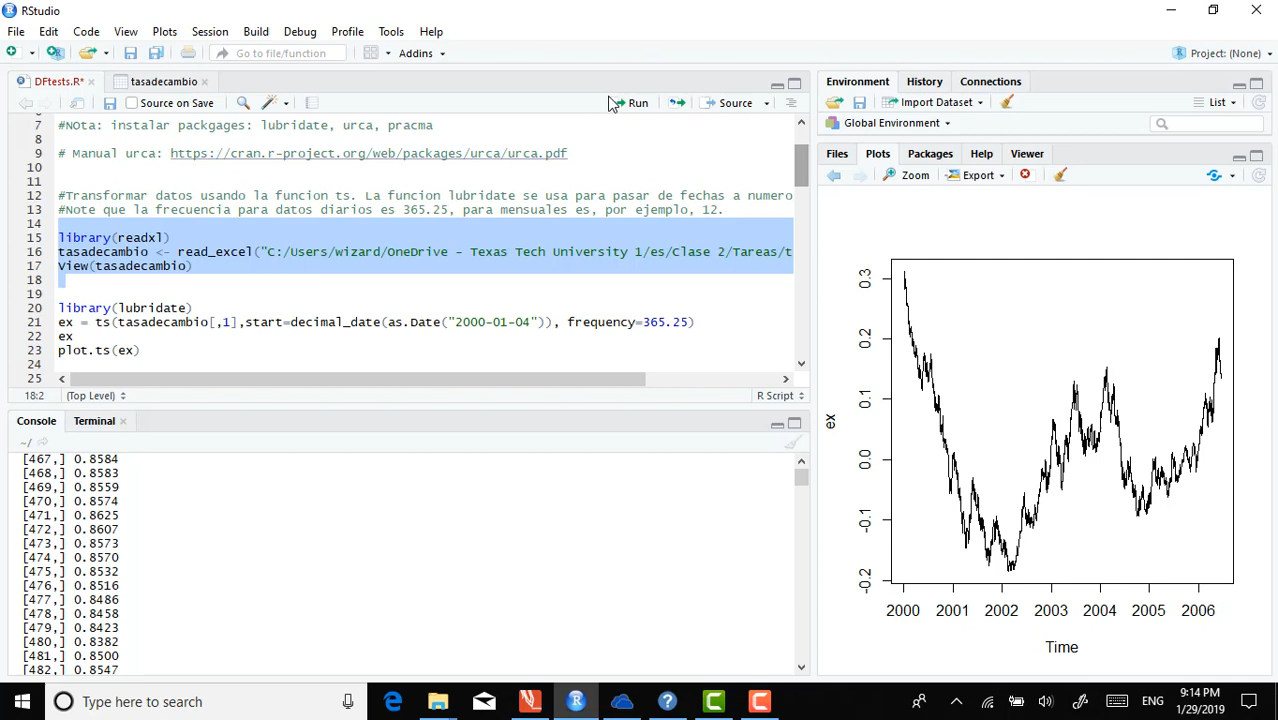 RStudio
File Edit Code View Plots Session Build Debug Profile Tools Help
Go to file/function Addins Project: (None)
DFtests.R* tasadecambio
Source on Save Run Source
7 #NOta: instalar packgages: lubridate, urca, pracma
8
9 # Manual urca: https://cran.r-project.org/web/packages/urca/urca.pdf
10
11
12 #Transformar datos usando la funcion ts. La funcion lubridate se usa para pasar de fechas a numero
13 #Note que la frecuencia para datos diarios es 365.25, para mensuales es, por ejemplo, 12.
14
15 library(readxl)
16 tasadecambio <- read_excel("C:/Users/wizard/OneDrive - Texas Tech University 1/es/Clase 2/Tareas/t
17 View(tasadecambio)
18
19
20 library(lubridate)
21 ex = ts(tasadecambio[,1],start=decimal_date(as.Date("2000-01-04")), frequency=365.25)
22 ex
23 plot.ts(ex)
24
25
18:2 (Top Level) R Script
Console Terminal
~/
[467,] 0.8584
[468,] 0.8583
[469,] 0.8559
[470,] 0.8574
[471,] 0.8625
[472,] 0.8607
[473,] 0.8573
[474,] 0.8570
[475,] 0.8532
[476,] 0.8516
[477,] 0.8486
[478,] 0.8458
[479,] 0.8423
[480,] 0.8382
[481,] 0.8500
[482,] 0.8547
Environment History Connections
Import Dataset List
Global Environment
Files Plots Packages Help Viewer
Zoom Export
0.3
0.2
0.1
0.0
-0.1
-0.2
ex
2000 2001 2002 2003 2004 2005 2006
Time
Type here to search
ENG
9:14 PM
1/29/2019